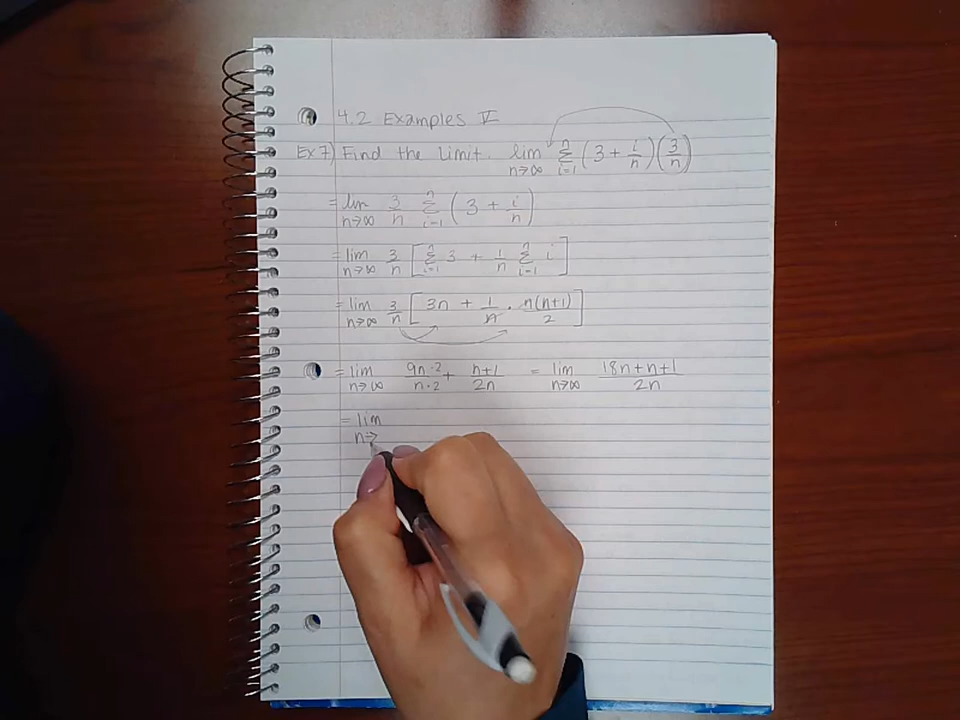 4.2 Examples V
Ex 7) Find the limit. lim n→∞ n Σ i=1 (3 + i/n)(3/n)
= lim n→∞ 3/n n Σ i=1 (3 + i/n)
= lim n→∞ 3/n [n Σ i=1 3 + 1/n n Σ i=1 i]
= lim n→∞ 3/n [3n + 1/n · n(n+1)/2]
= lim n→∞ 9n·2/n·2 + n+1/2n = lim n→∞ 18n+n+1/2n
= lim n→